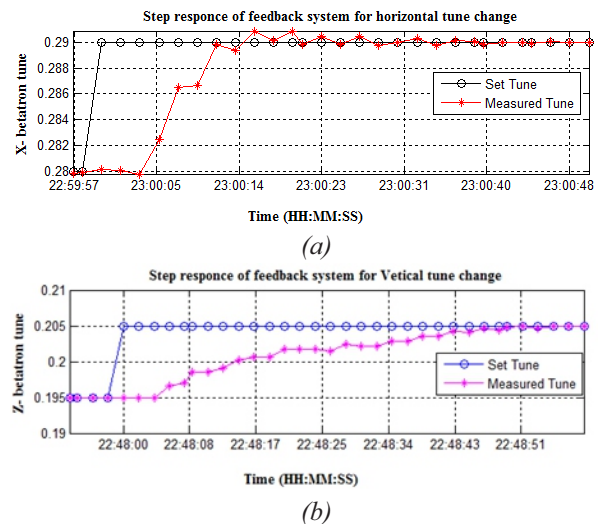 Step responce of feedback system for horizontal tune change
0.29
0.288
0.286
0.284
0.282
0.28
X- betatron tune
Set Tune
Measured Tune
22:59:57 23:00:05 23:00:14 23:00:23 23:00:31 23:00:40 23:00:48
Time (HH:MM:SS)
(a)
Step responce of feedback system for Vetical tune change
0.21
0.205
0.2
0.195
0.19
Z- betatron tune
Set Tune
Measured Tune
22:48:00 22:48:08 22:48:17 22:48:25 22:48:34 22:48:43 22:48:51
Time (HH:MM:SS)
(b)